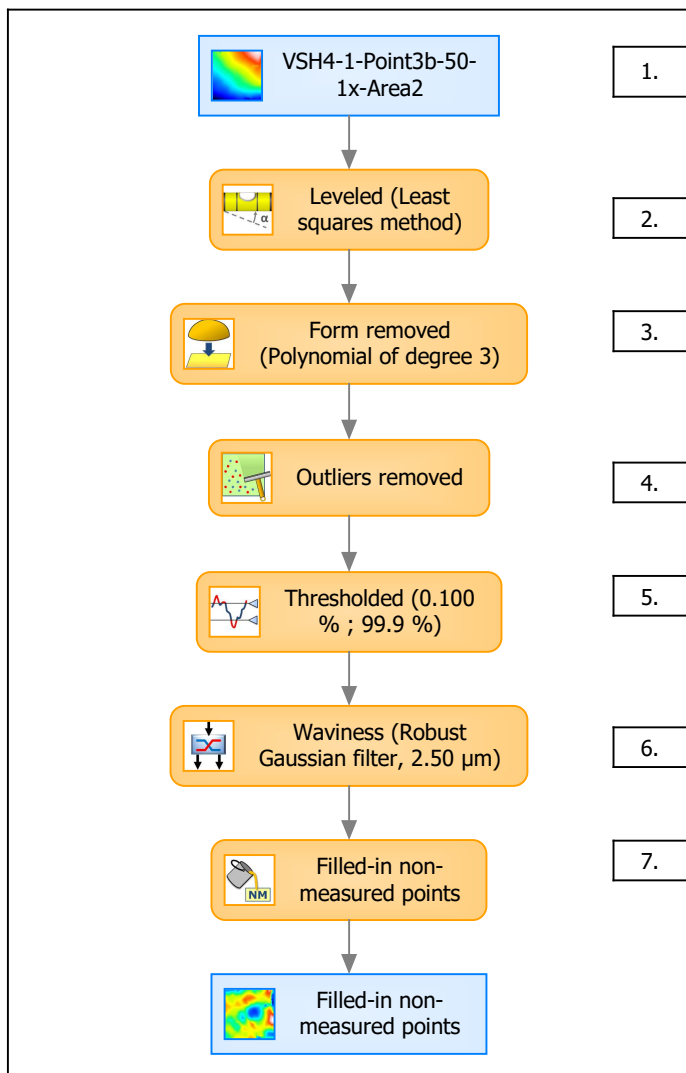 VSH4-1-Point3b-50-
1x-Area2
1.
Leveled (Least
squares method)
α
2.
Form removed
(Polynomial of degree 3)
3.
Outliers removed
4.
Thresholded (0.100
% ; 99.9 %)
5.
Waviness (Robust
Gaussian filter, 2.50 µm)
6.
Filled-in non-
measured points
NM
7.
Filled-in non-
measured points